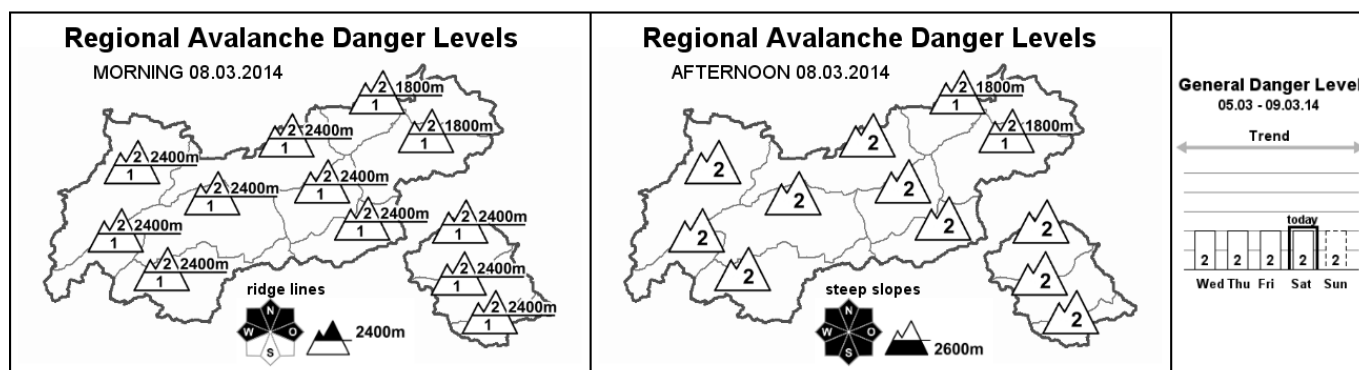 Regional Avalanche Danger Levels
MORNING 08.03.2014
2 1800m
1
2 1800m
1
2 2400m
1
2 2400m
1
2 2400m
1
2 2400m
1
2 2400m
1
2 2400m
1
2 2400m
1
2 2400m
1
2 2400m
1
2 2400m
1
ridge lines
N
W O
S
2400m
Regional Avalanche Danger Levels
AFTERNOON 08.03.2014
2 1800m
1
2 1800m
1
2
2
2
2
2
2
2
2
2
2
steep slopes
N
W O
S
2600m
General Danger Level
05.03 - 09.03.14
Trend
today
2 2 2 2 2
Wed Thu Fri Sat Sun